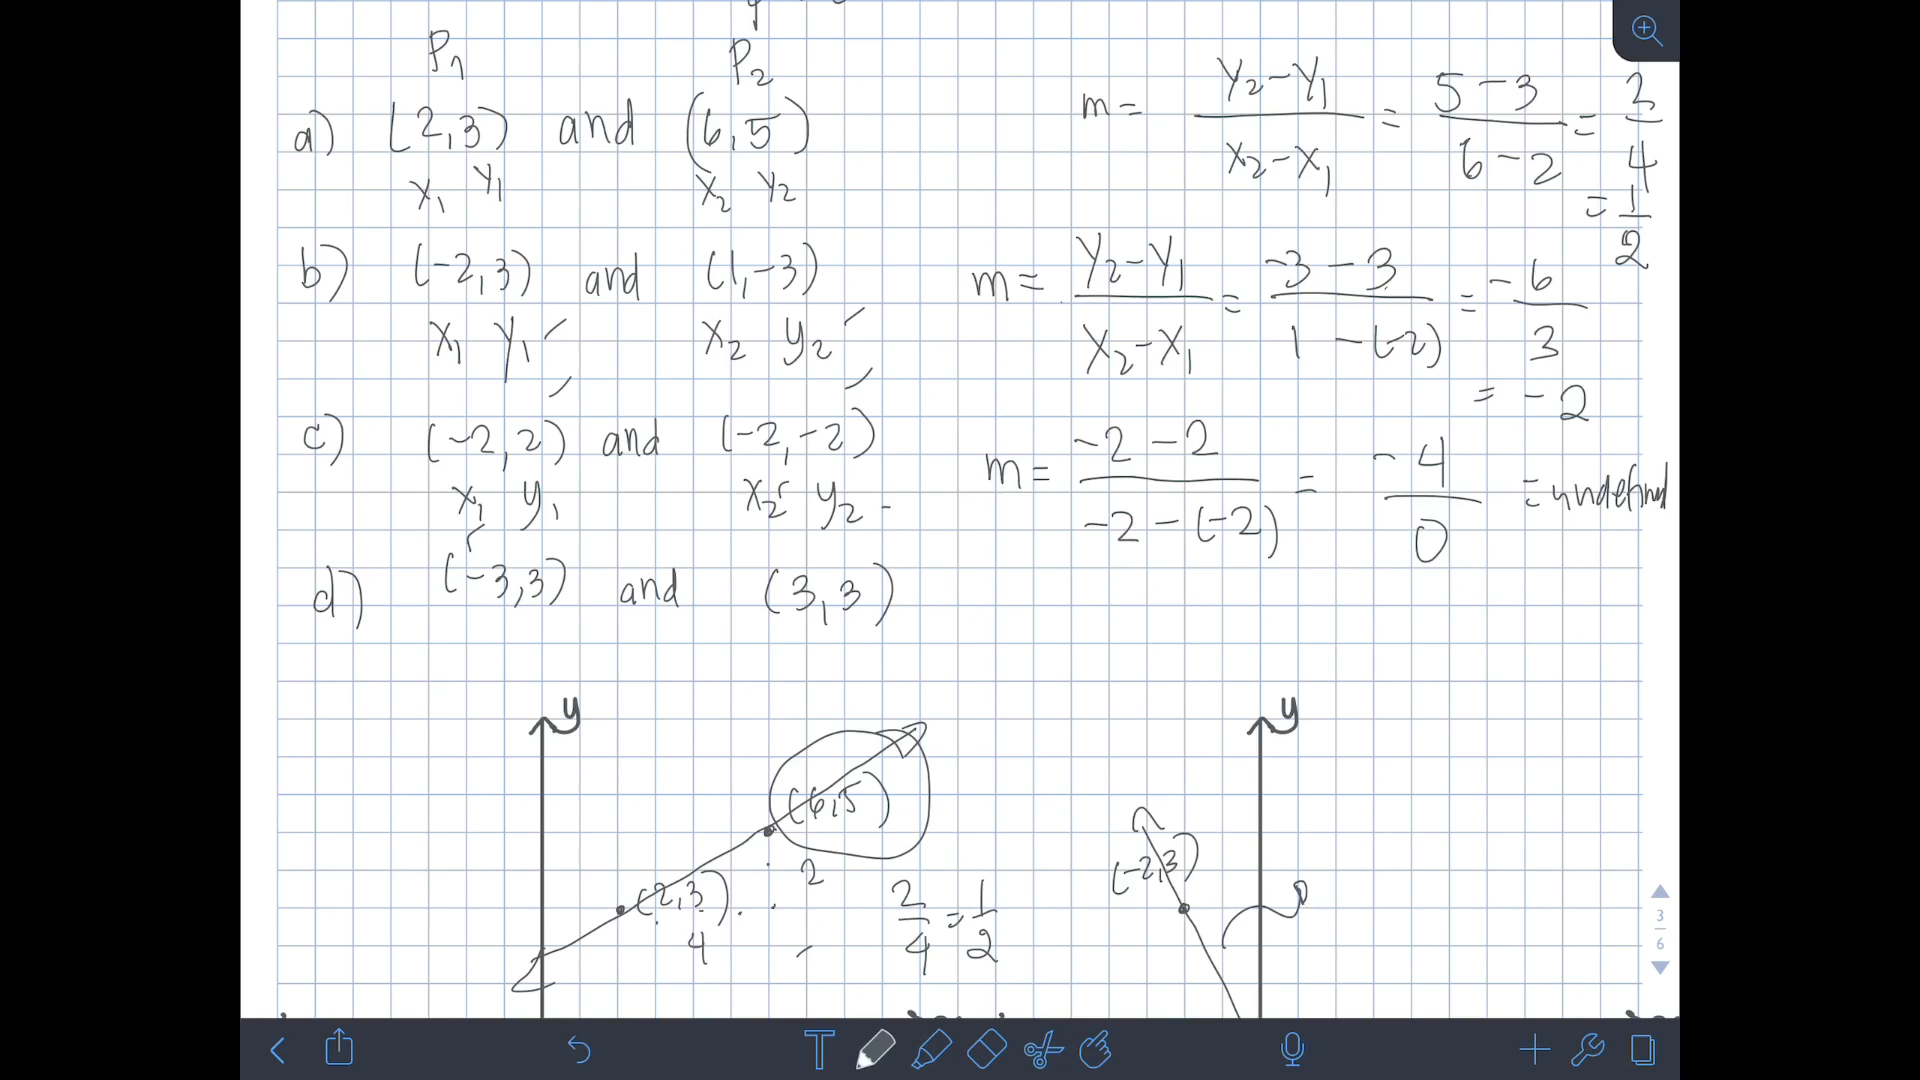 P₁ P₂
a) (2,3) and (6,5) m = Y₂-Y₁ / X₂-X₁ = 5-3 / 6-2 = 2/4
X₁ Y₁ X₂ Y₂ = 1/2
b) (-2,3) and (1,-3) m = Y₂-Y₁ / X₂-X₁ = -3-3 / 1-(-2) = -6/3
X₁ Y₁ X₂ y₂ = -2
c) (-2,2) and (-2,-2) m = -2-2 / -2-(-2) = -4/0 = undefined
X₁ y₁ X₂ y₂
d) (-3,3) and (3,3)
y y
(6,5)
(-2,3)
2
(2,3) 2/4 = 1/2
4
3
6
T